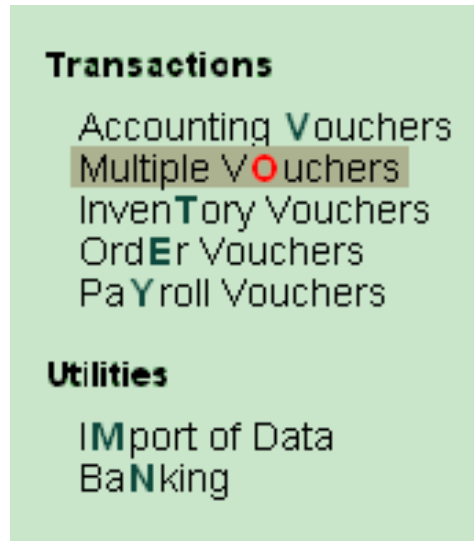 Transactions
Accounting Vouchers
Multiple VOuchers
InvenTory Vouchers
OrdEr Vouchers
PaYroll Vouchers
Utilities
IMport of Data
BaNking